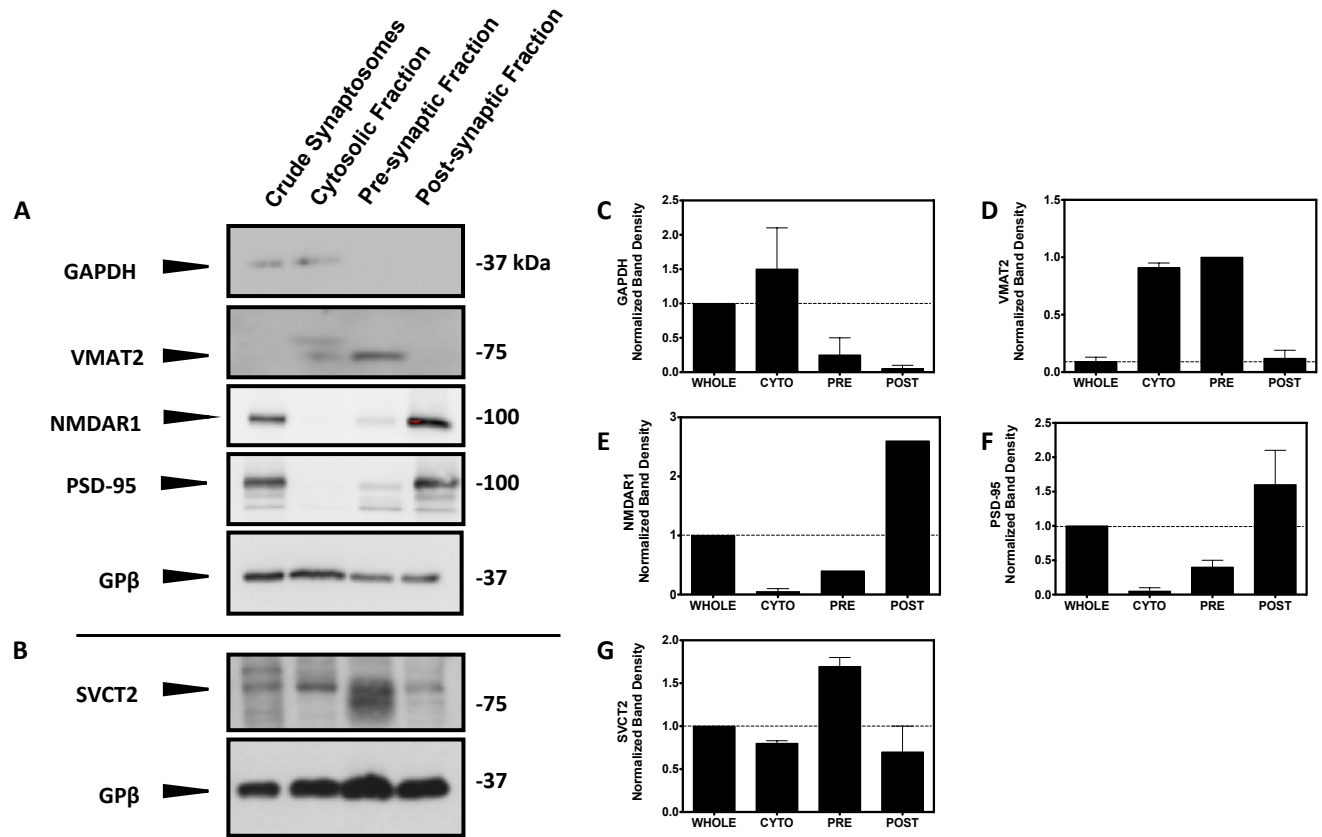 Crude Synaptosomes
Cytosolic Fraction
Pre-synaptic Fraction
Post-synaptic Fraction
A
GAPDH
-37 kDa
VMAT2
-75
NMDAR1
-100
PSD-95
-100
GPβ
-37
B
SVCT2
-75
GPβ
-37
C
GAPDH
Normalized Band Density
2.5
2.0
1.5
1.0
0.5
0.0
WHOLE CYTO PRE POST
D
VMAT2
Normalized Band Density
1.5
1.0
0.5
0.0
WHOLE CYTO PRE POST
E
NMDAR1
Normalized Band Density
3
2
1
0
WHOLE CYTO PRE POST
F
PSD-95
Normalized Band Density
2.5
2.0
1.5
1.0
0.5
0.0
WHOLE CYTO PRE POST
G
SVCT2
Normalized Band Density
2.0
1.5
1.0
0.5
0.0
WHOLE CYTO PRE POST